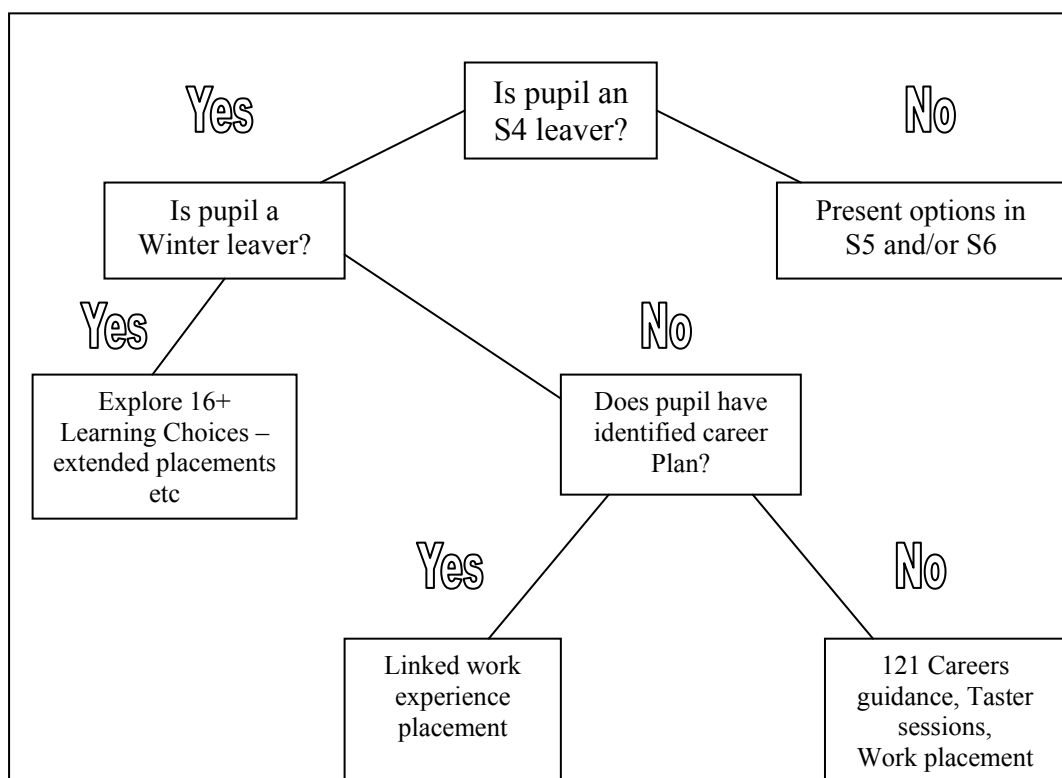 Is pupil an
S4 leaver?
Yes
No
Is pupil a
Winter leaver?
Present options in
S5 and/or S6
Yes
No
Explore 16+
Learning Choices –
extended placements
etc
Does pupil have
identified career
Plan?
Yes
No
Linked work
experience
placement
121 Careers
guidance, Taster
sessions,
Work placement